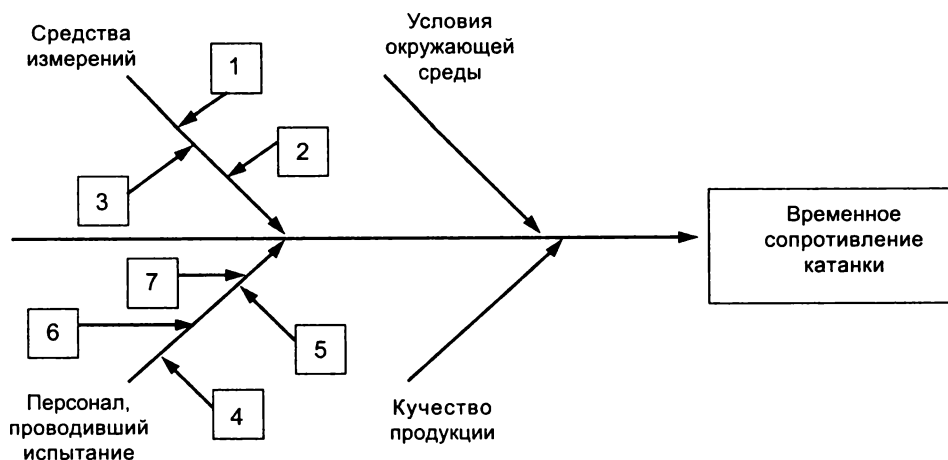 Средства
измерений
Условия
окружающей
среды
1
2
3
Временное
сопротивление
катанки
7
6
5
4
Персонал,
проводивший
испытание
Кучество
продукции